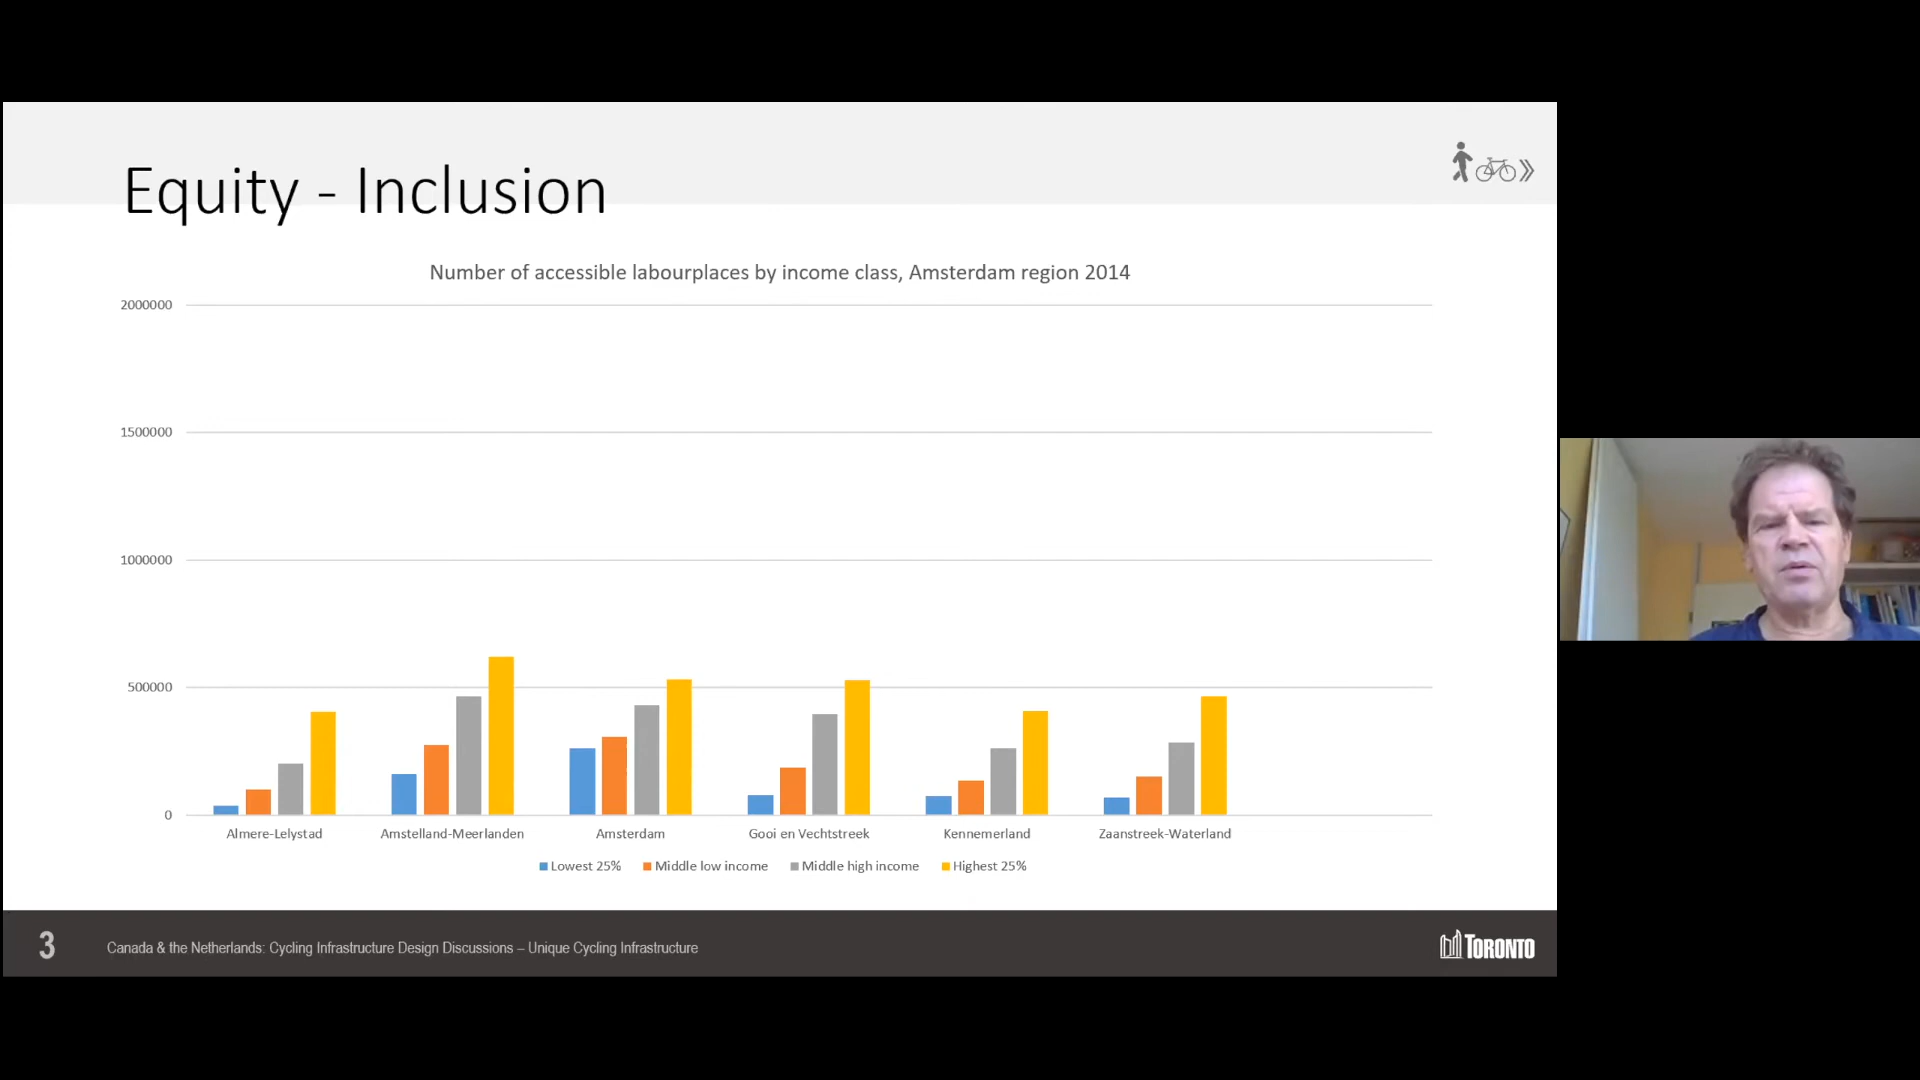 Equity - Inclusion
Number of accessible labourplaces by income class, Amsterdam region 2014
2000000
1500000
1000000
500000
0
Almere-Lelystad
Amstelland-Meerlanden
Amsterdam
Gooi en Vechtstreek
Kennemerland
Zaanstreek-Waterland
Lowest 25%
Middle low income
Middle high income
Highest 25%
3
Canada & the Netherlands: Cycling Infrastructure Design Discussions – Unique Cycling Infrastructure
TORONTO